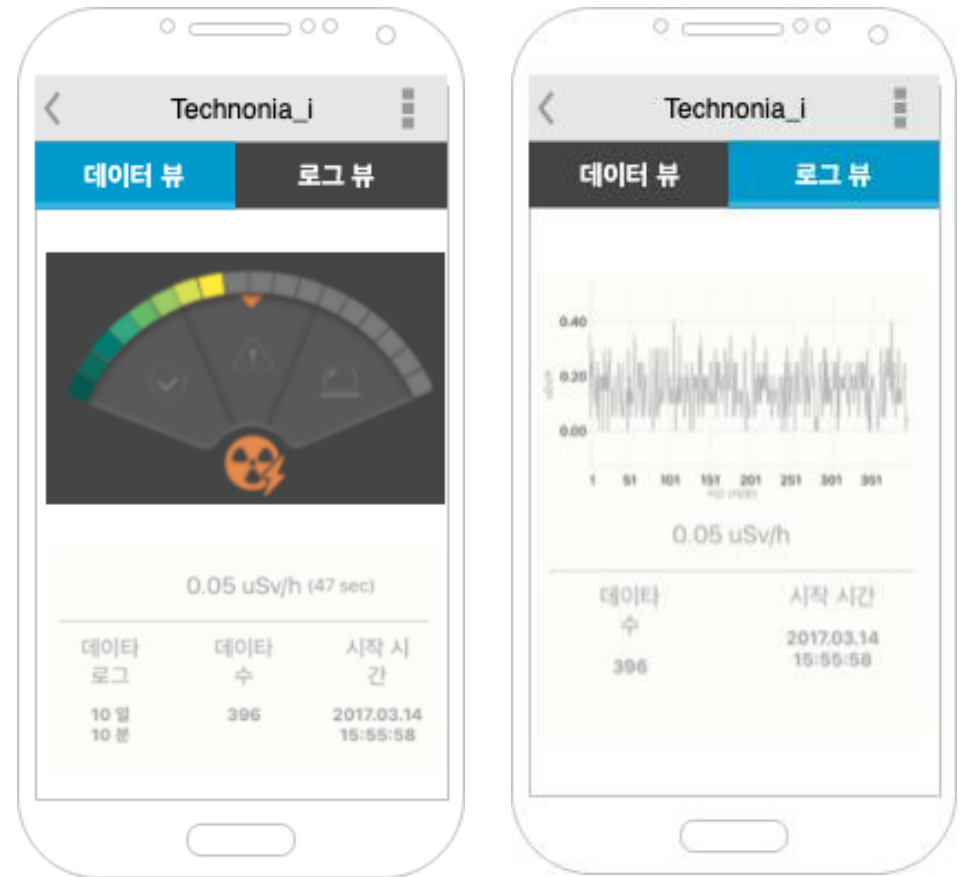 Technonia_i
데이터 뷰 로그 뷰
0.05 uSv/h (47 sec)
데이타 로그
데이타 수
시작 시간
10 일
10 분
396
2017.03.14
15:55:58
Technonia_i
데이터 뷰 로그 뷰
0.40
0.20
0.00
1 51 101 151 201 251 301 351
0.05 uSv/h
데이타
수
시작 시간
396
2017.03.14
15:55:58